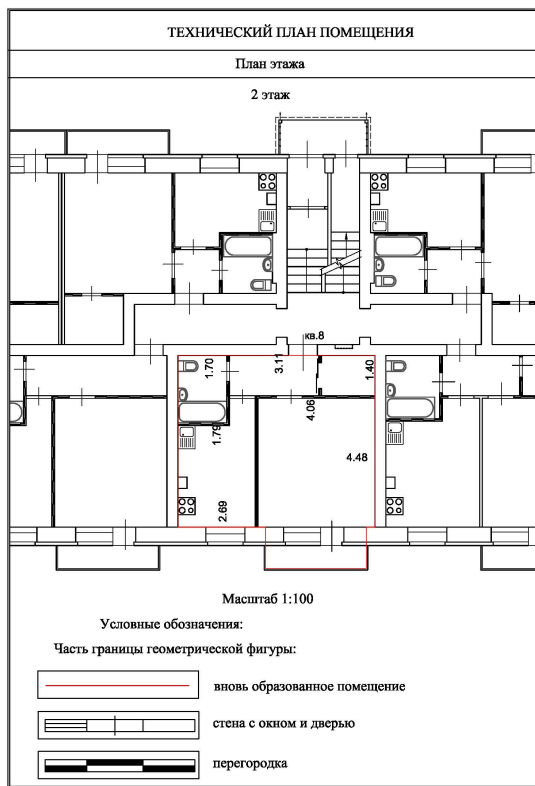 ТЕХНИЧЕСКИЙ ПЛАН ПОМЕЩЕНИЯ
План этажа
2 этаж
кв.8
1.70
3.11
1.40
4.06
1.79
4.48
2.69
Масштаб 1:100
Условные обозначения:
Часть границы геометрической фигуры:
вновь образованное помещение
стена с окном и дверью
перегородка